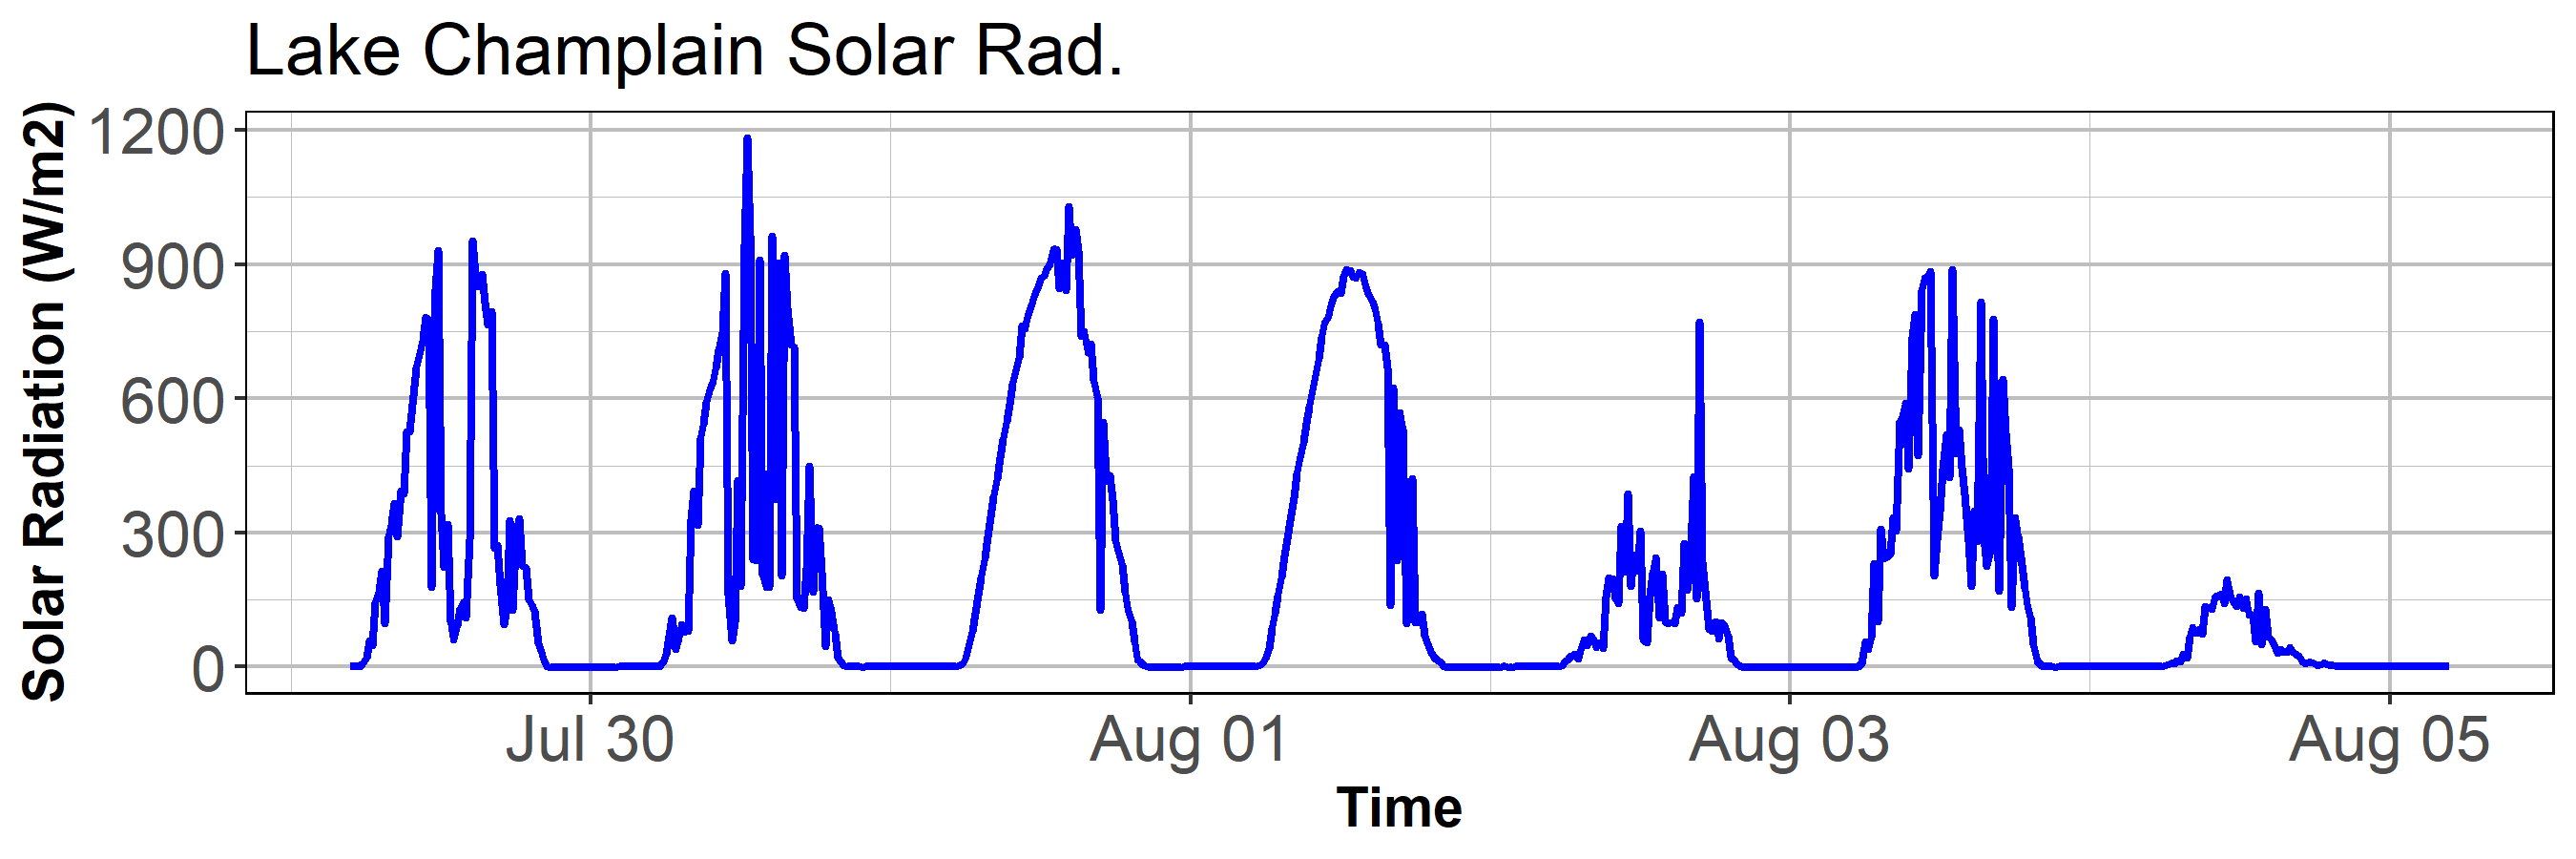 Lake Champlain Solar Rad.
Solar Radiation (W/m2)
1200
900
600
300
0
Jul 30
Aug 01
Aug 03
Aug 05
Time